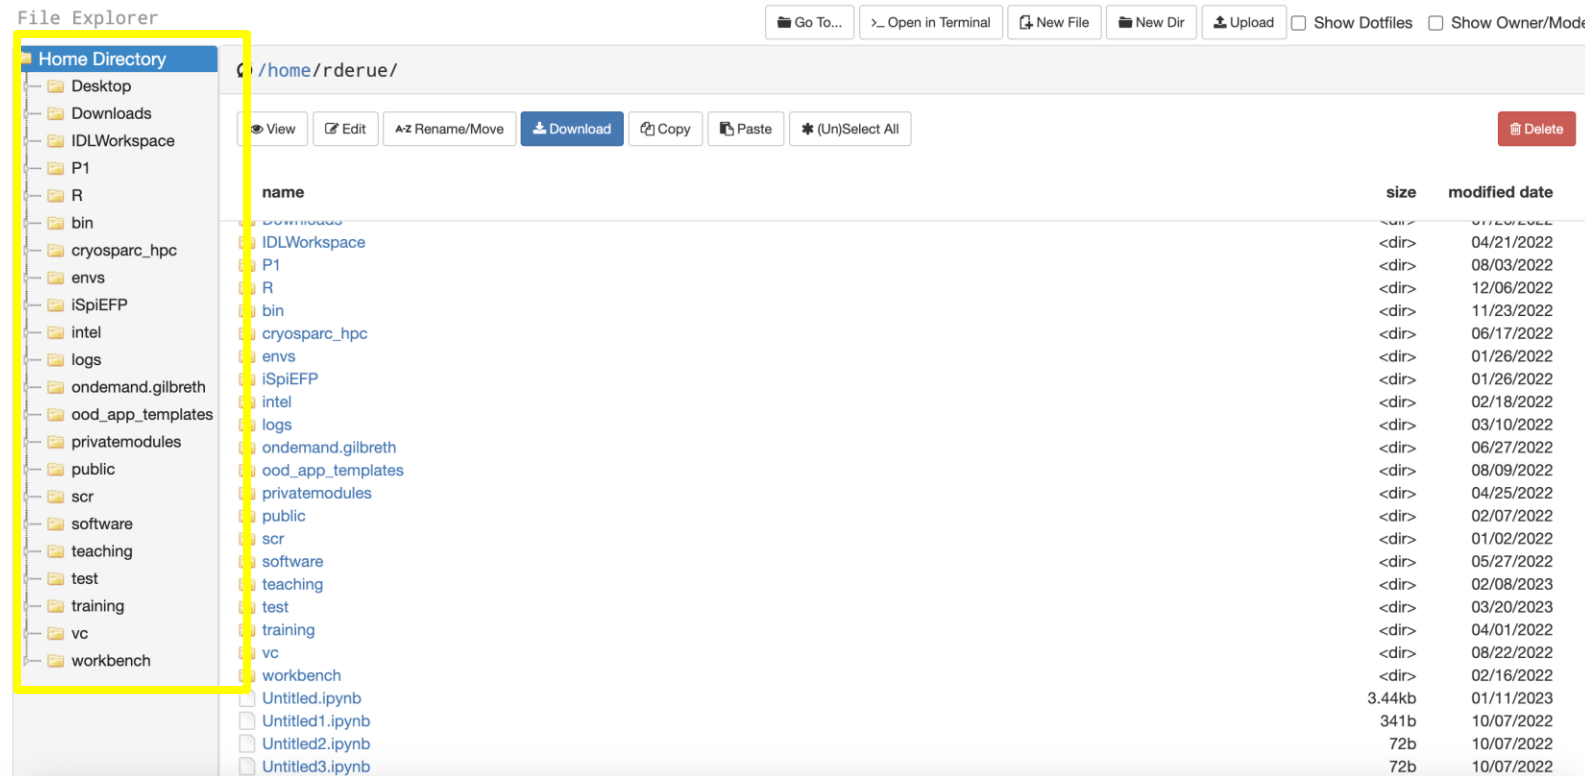 File Explorer
Go To... >_ Open in Terminal New File New Dir Upload Show Dotfiles Show Owner/Mode
Home Directory
Desktop
Downloads
IDLWorkspace
P1
R
bin
cryosparc_hpc
envs
iSpiEFP
intel
logs
ondemand.gilbreth
ood_app_templates
privatemodules
public
scr
software
teaching
test
training
vc
workbench
/home/rderue/
View Edit A-Z Rename/Move Download Copy Paste (Un)Select All Delete
name size modified date
Downloads <dir>
IDLWorkspace <dir> 04/21/2022
P1 <dir> 08/03/2022
R <dir> 12/06/2022
bin <dir> 11/23/2022
cryosparc_hpc <dir> 06/17/2022
envs <dir> 01/26/2022
iSpiEFP <dir> 01/26/2022
intel <dir> 02/18/2022
logs <dir> 03/10/2022
ondemand.gilbreth <dir> 06/27/2022
ood_app_templates <dir> 08/09/2022
privatemodules <dir> 04/25/2022
public <dir> 02/07/2022
scr <dir> 01/02/2022
software <dir> 05/27/2022
teaching <dir> 02/08/2023
test <dir> 03/20/2023
training <dir> 04/01/2022
vc <dir> 08/22/2022
workbench <dir> 02/16/2022
Untitled.ipynb 3.44kb 01/11/2023
Untitled1.ipynb 341b 10/07/2022
Untitled2.ipynb 72b 10/07/2022
Untitled3.ipynb 72b 10/07/2022